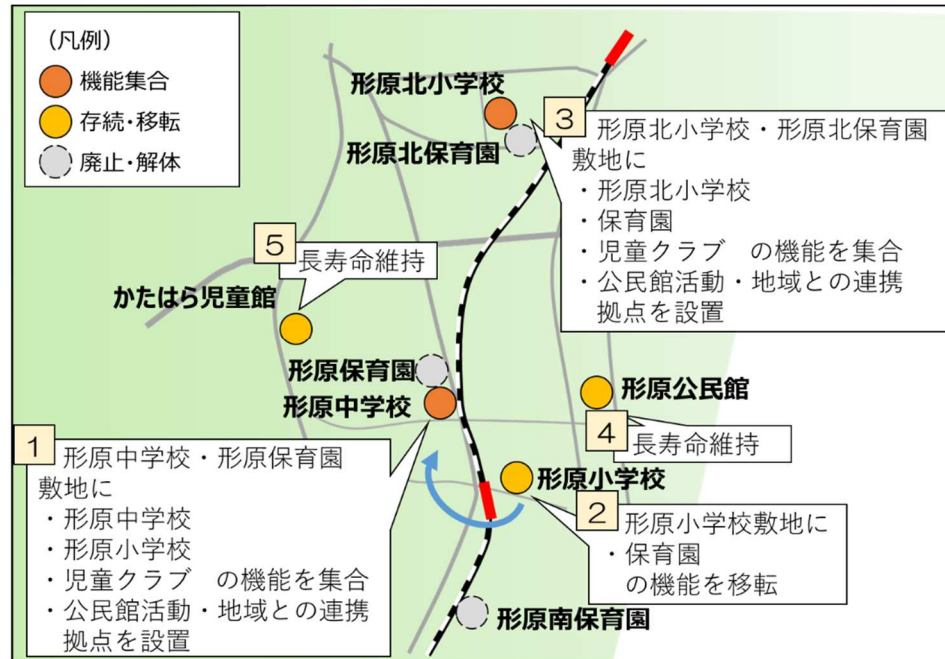 (凡例)
機能集合
存続・移転
廃止・解体
形原北小学校
形原北保育園
3
形原北小学校・形原北保育園
敷地に
・形原北小学校
・保育園
・児童クラブ の機能を集合
・公民館活動・地域との連携
拠点を設置
5
長寿命維持
かたはら児童館
形原保育園
形原中学校
形原公民館
4
長寿命維持
1
形原中学校・形原保育園
敷地に
・形原中学校
・形原小学校
・児童クラブ の機能を集合
・公民館活動・地域との連携
拠点を設置
形原小学校
2
形原小学校敷地に
・保育園
の機能を移転
形原南保育園